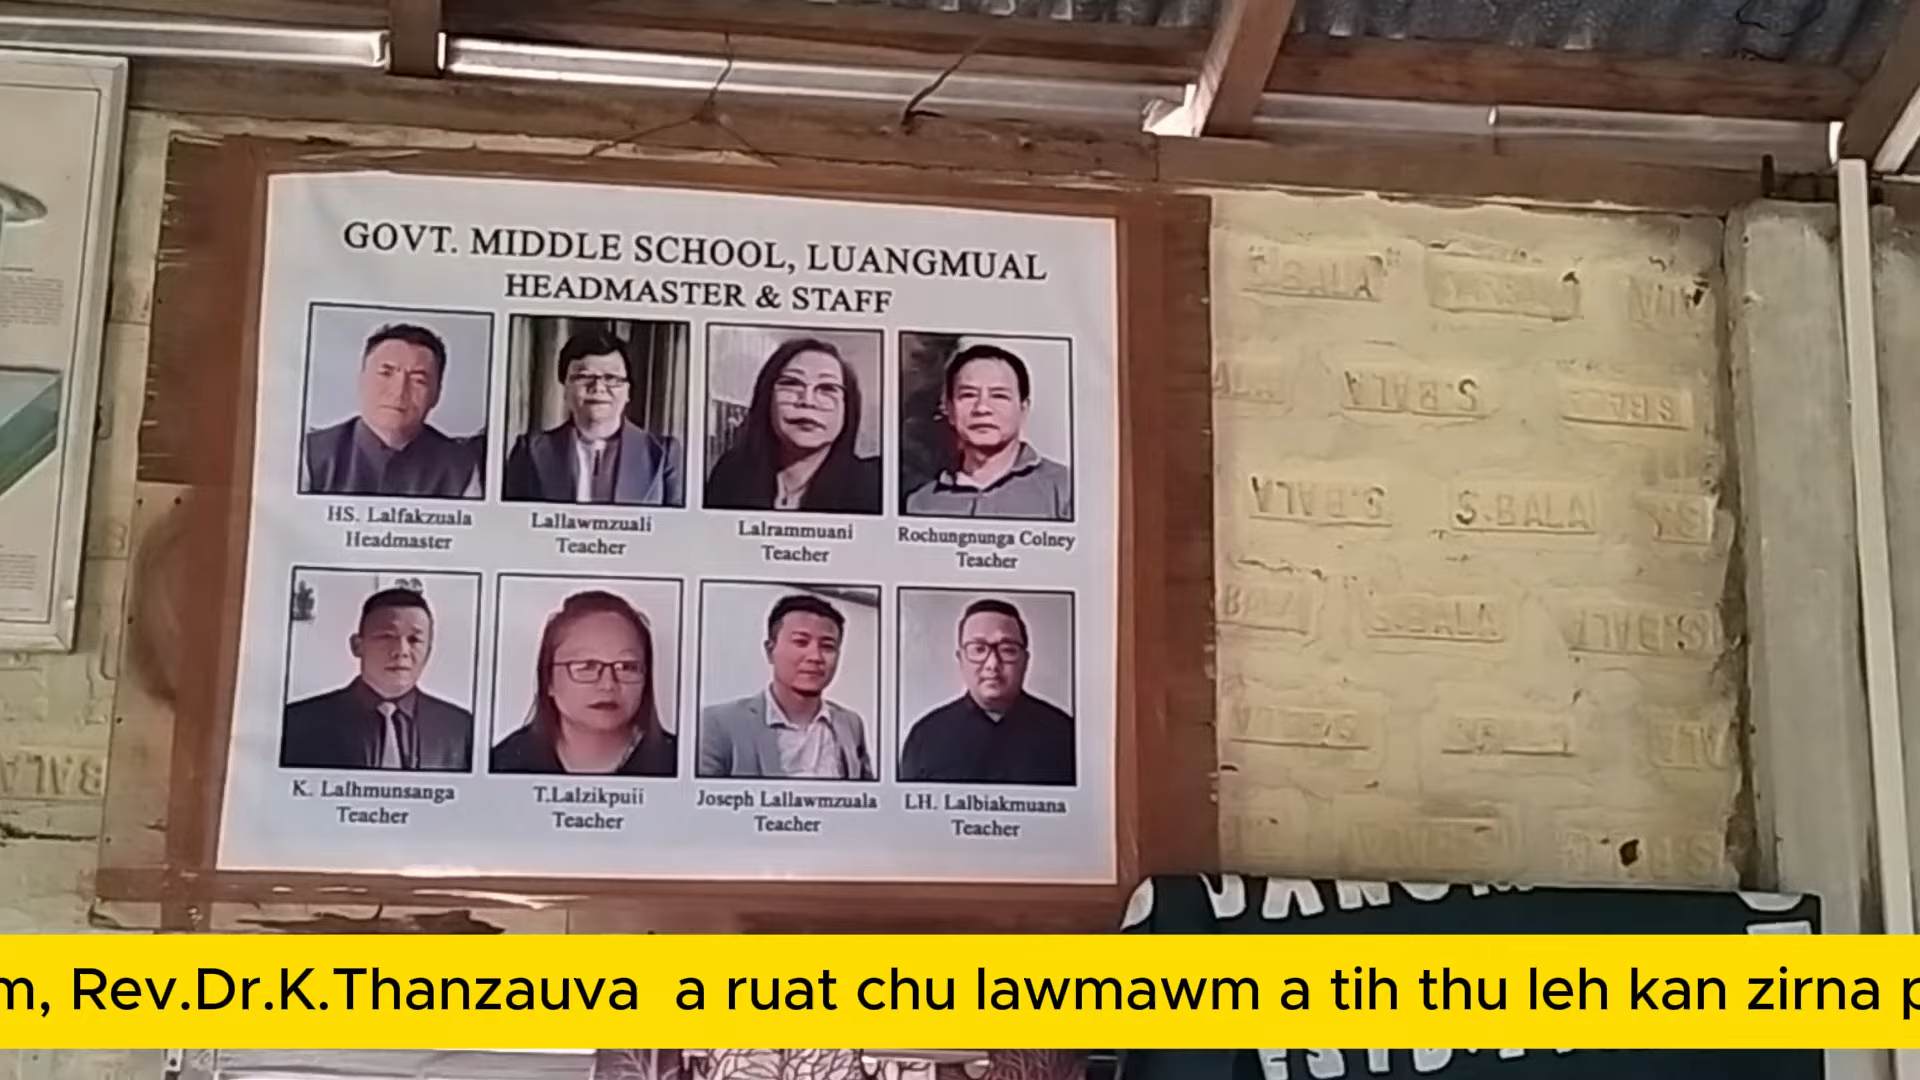 GOVT. MIDDLE SCHOOL, LUANGMUAL
HEADMASTER & STAFF
HS. Lalfakzuala
Headmaster
Lallawmzuali
Teacher
Lalrammuani
Teacher
Rochungnunga Colney
Teacher
K. Lalhmunsanga
Teacher
T.Lalzikpuii
Teacher
Joseph Lallawmzuala
Teacher
LH. Lalbiakmuana
Teacher
S.BALA
S.BALA
S.BALA
S.BALA
S.BALA
m, Rev.Dr.K.Thanzauva a ruat chu lawmawm a tih thu leh kan zirna p